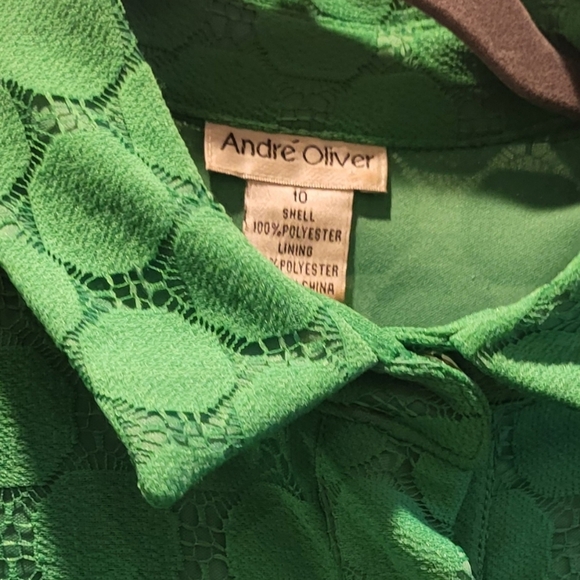 André Oliver
10
SHELL
100%POLYESTER
LINING
%POLYESTER
CHINA